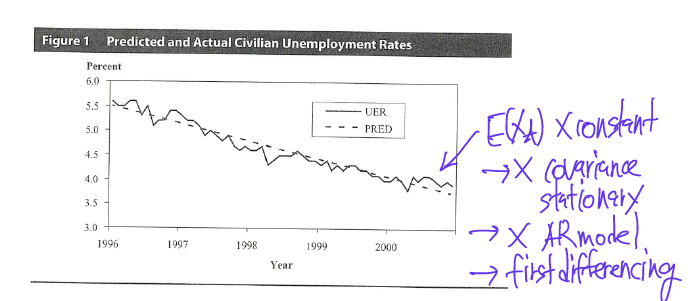 Figure 1 Predicted and Actual Civilian Unemployment Rates
Percent
6.0
5.5
5.0
4.5
4.0
3.5
3.0
UER
PRED
1996 1997 1998 1999 2000
Year
E(Xt) X constant
→ X covariance
stationary
→ X AR model
→ first differencing